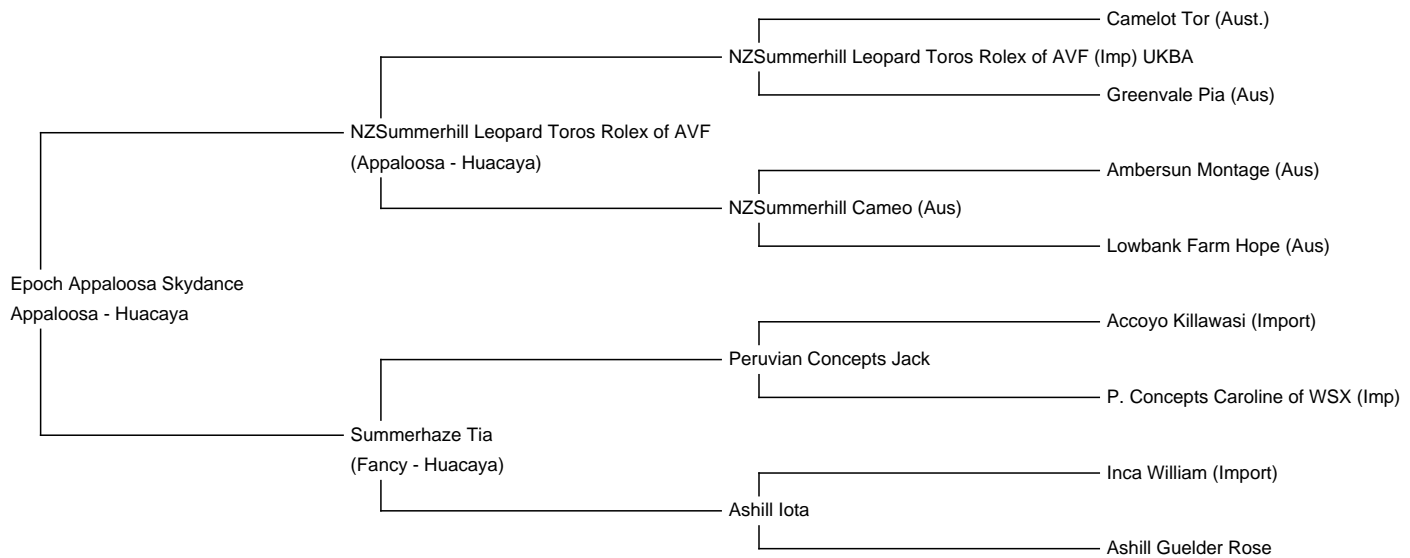 Camelot Tor (Aust.)
NZSummerhill Leopard Toros Rolex of AVF (Imp) UKBA
Greenvale Pia (Aus)
NZSummerhill Leopard Toros Rolex of AVF
(Appaloosa - Huacaya)
Ambersun Montage (Aus)
NZSummerhill Cameo (Aus)
Lowbank Farm Hope (Aus)
Epoch Appaloosa Skydance
Appaloosa - Huacaya
Accoyo Killawasi (Import)
Peruvian Concepts Jack
P. Concepts Caroline of WSX (Imp)
Summerhaze Tia
(Fancy - Huacaya)
Inca William (Import)
Ashill Iota
Ashill Guelder Rose